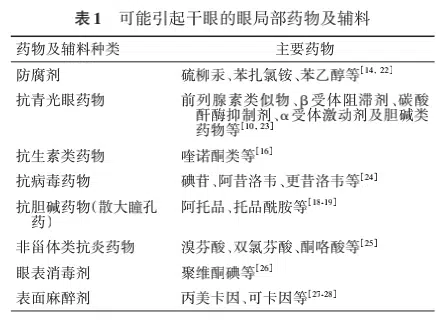 表1 可能引起干眼的眼局部药物及辅料
药物及辅料种类 主要药物
防腐剂 硫柳汞、苯扎氯铵、苯乙醇等[14, 22]
抗青光眼药物 前列腺素类似物、β受体阻滞剂、碳酸
酐酶抑制剂、α受体激动剂及胆碱类
药物等[10, 23]
抗生素类药物 喹诺酮类等[16]
抗病毒药物 碘苷、阿昔洛韦、更昔洛韦等[24]
抗胆碱药物(散大瞳孔 阿托品、托品酰胺等[18-19]
药)
非甾体类抗炎药物 溴芬酸、双氯芬酸、酮咯酸等[25]
眼表消毒剂 聚维酮碘等[26]
表面麻醉剂 丙美卡因、可卡因等[27-28]